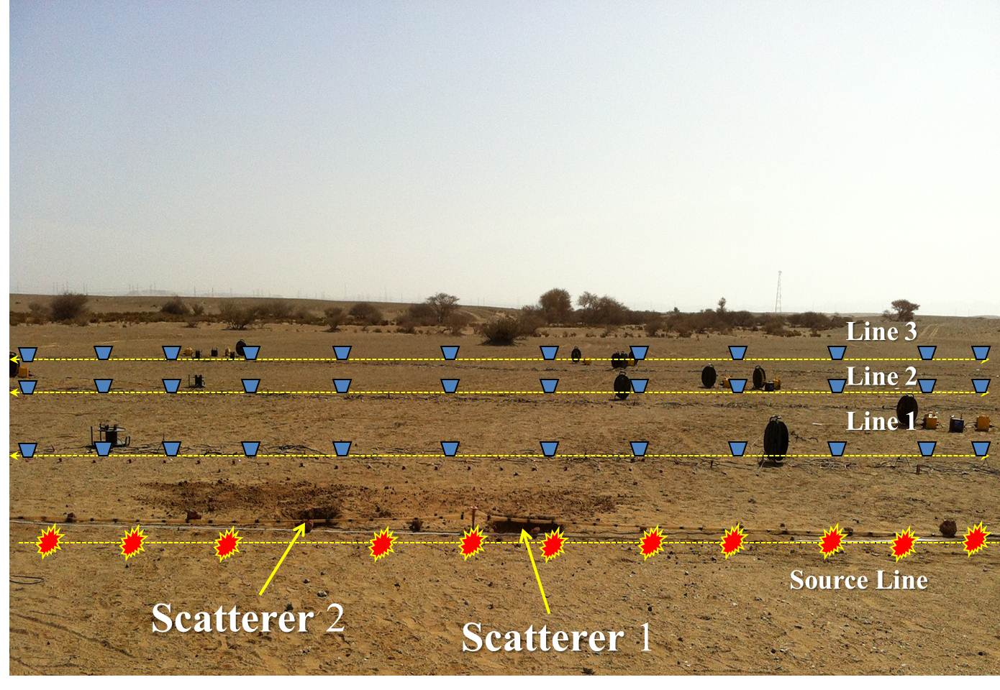 Line 3
Line 2
Line 1
Source Line
Scatterer 2
Scatterer 1